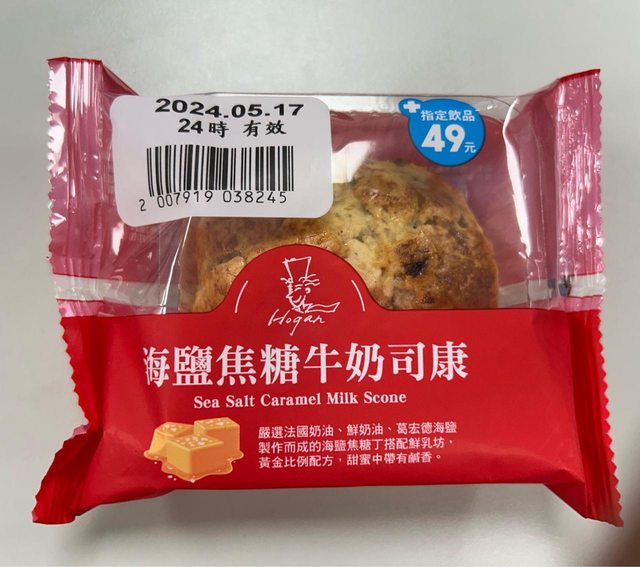 2024.05.17
24時 有效
2 007919 038245
+
指定飲品
49元
Hogan
海鹽焦糖牛奶司康
Sea Salt Caramel Milk Scone
嚴選法國奶油、鮮奶油、葛宏德海鹽
製作而成的海鹽焦糖丁搭配鮮乳坊，
黃金比例配方，甜蜜中帶有鹹香。